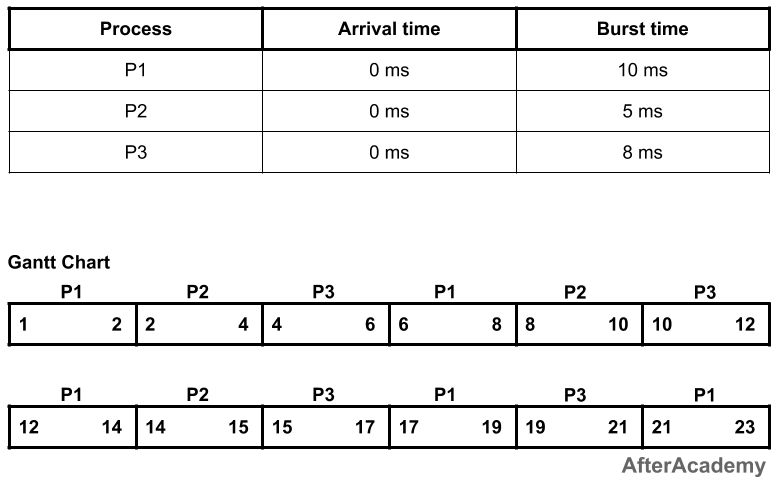 Process Arrival time Burst time
P1 0 ms 10 ms
P2 0 ms 5 ms
P3 0 ms 8 ms
Gantt Chart
P1 P2 P3 P1 P2 P3
1 2 2 4 4 6 6 8 8 10 10 12
P1 P2 P3 P1 P3 P1
12 14 14 15 15 17 17 19 19 21 21 23
AfterAcademy